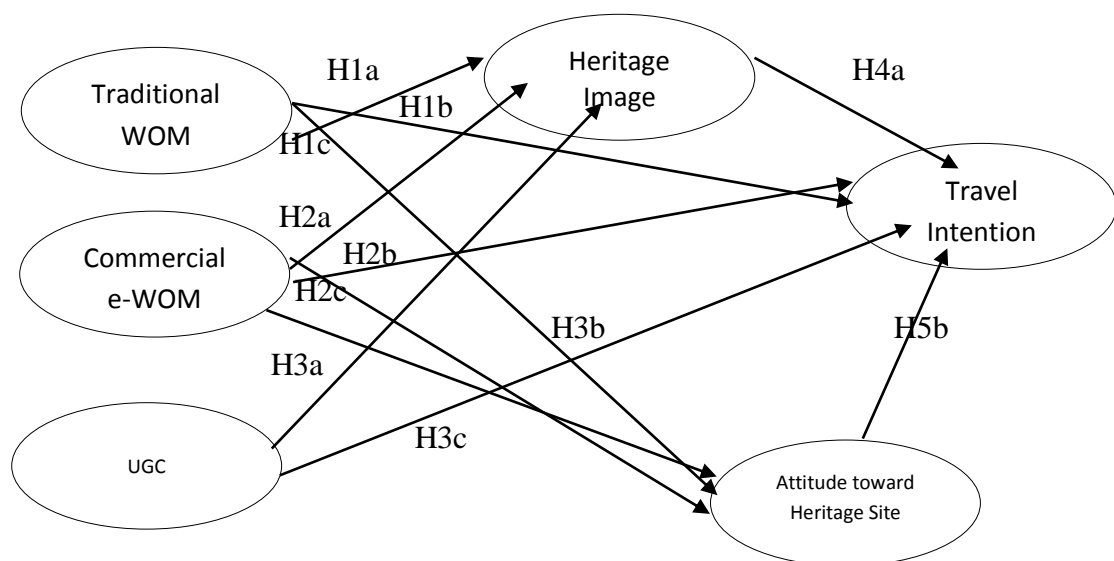 Traditional
WOM
H1a
H1b
H1c
Heritage
Image
H4a
Travel
Intention
Commercial
e-WOM
H2a
H2b
H2c
H3a
H3b
H5b
UGC
H3c
Attitude toward
Heritage Site